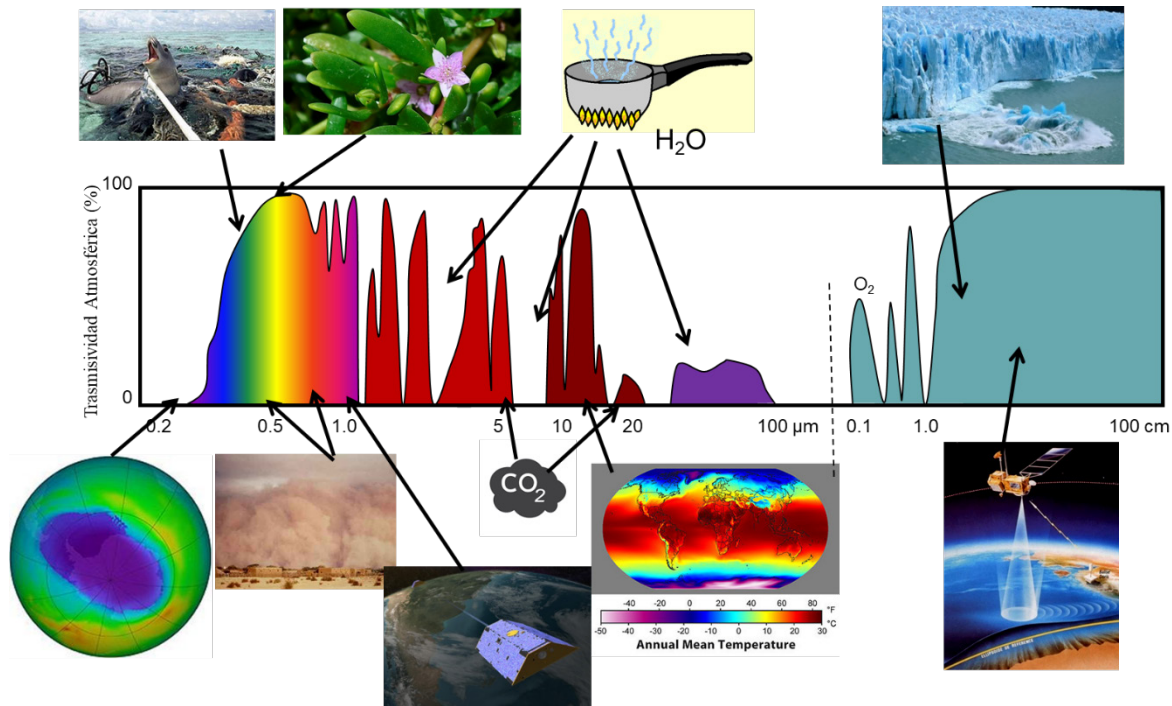 H₂O
Trasmisividad Atmosférica (%)
100
0
O₂
0.2 0.5 1.0 5 10 20 100 µm 0.1 1.0 100 cm
CO₂
-40 -20 0 20 40 60 80 °F
-50 -40 -30 -20 -10 0 10 20 30 °C
Annual Mean Temperature